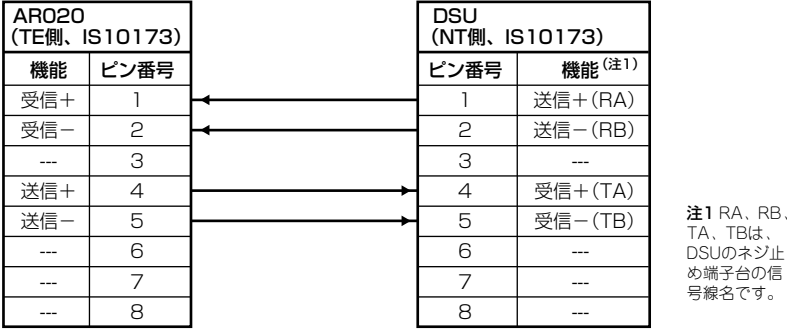 AR020
(TE側、IS10173)
機能 ピン番号
受信＋ 1
受信－ 2
--- 3
送信＋ 4
送信－ 5
--- 6
--- 7
--- 8
DSU
(NT側、IS10173)
ピン番号 機能(注1)
1 送信＋(RA)
2 送信－(RB)
3 ---
4 受信＋(TA)
5 受信－(TB)
6 ---
7 ---
8 ---
注1 RA、RB、
TA、TBは、
DSUのネジ止
め端子台の信
号線名です。